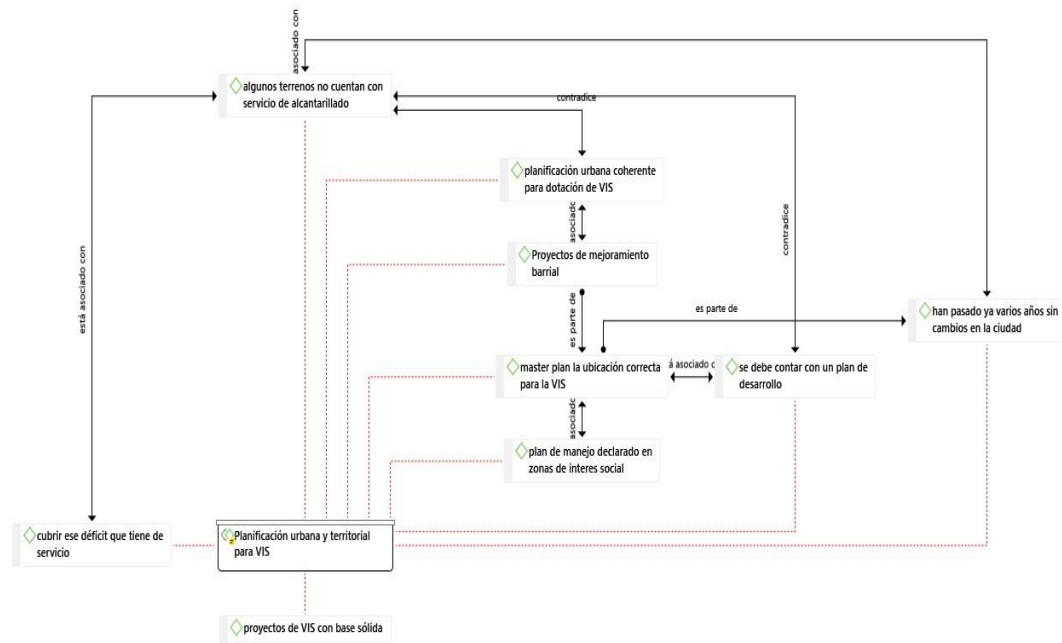 asociado con
algunos terrenos no cuentan con
servicio de alcantarillado
contradice
planificación urbana coherente
para dotación de VIS
asociadc
Proyectos de mejoramiento
barrial
contradice
está asociado con
es parte de
es parte de
han pasado ya varios años sin
cambios en la ciudad
master plan la ubicación correcta
para la VIS
á asociado c
se debe contar con un plan de
desarrollo
asociadc
plan de manejo declarado en
zonas de interes social
cubrir ese déficit que tiene de
servicio
Planificación urbana y territorial
para VIS
proyectos de VIS con base sólida